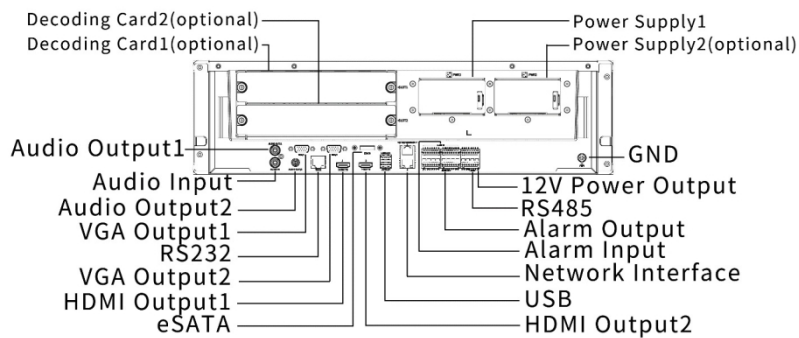 Decoding Card2(optional)
Decoding Card1(optional)
Power Supply1
Power Supply2(optional)
Audio Output1
GND
Audio Input
12V Power Output
Audio Output2
RS485
VGA Output1
Alarm Output
RS232
Alarm Input
VGA Output2
Network Interface
HDMI Output1
USB
eSATA
HDMI Output2